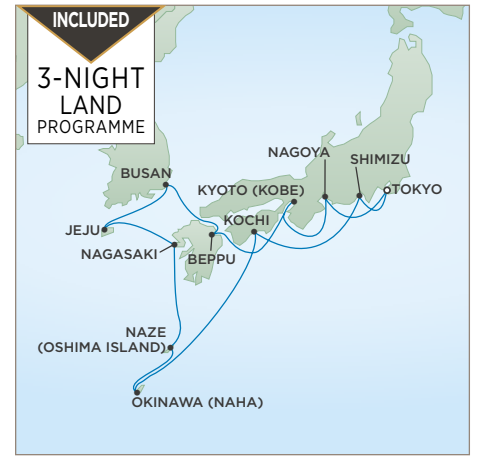 INCLUDED
3-NIGHT
LAND
PROGRAMME
NAGOYA
SHIMIZU
BUSAN
KYOTO (KOBE)
TOKYO
KOCHI
JEJU
NAGASAKI
BEPPU
NAZE
(OSHIMA ISLAND)
OKINAWA (NAHA)